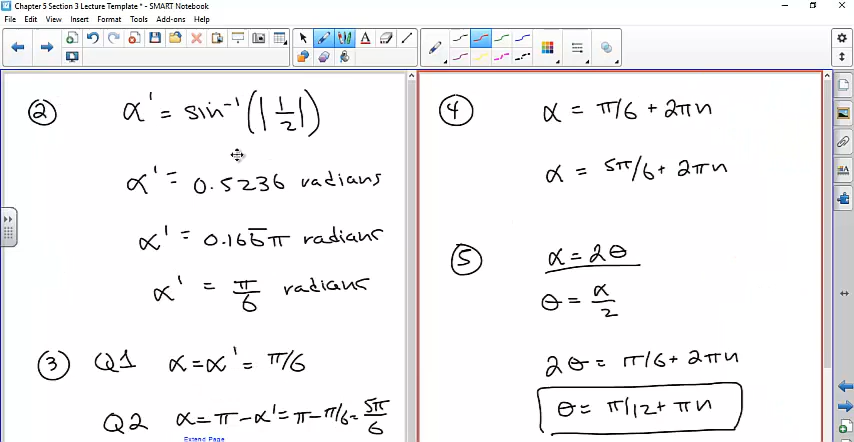 Chapter 5 Section 3 Lecture Template * - SMART Notebook
File Edit View Insert Format Tools Add-ons Help
② α' = sin⁻¹(|1/2|)
α' = 0.5236 radians
α' = 0.166̅π radians
α' = π/6 radians
③ Q1 α = α' = π/6
Q2 α = π - α' = π - π/6 = 5π/6
Extend Page
④ α = π/6 + 2πn
α = 5π/6 + 2πn
⑤ α = 2θ
θ = α/2
2θ = π/6 + 2πn
θ = π/12 + πn